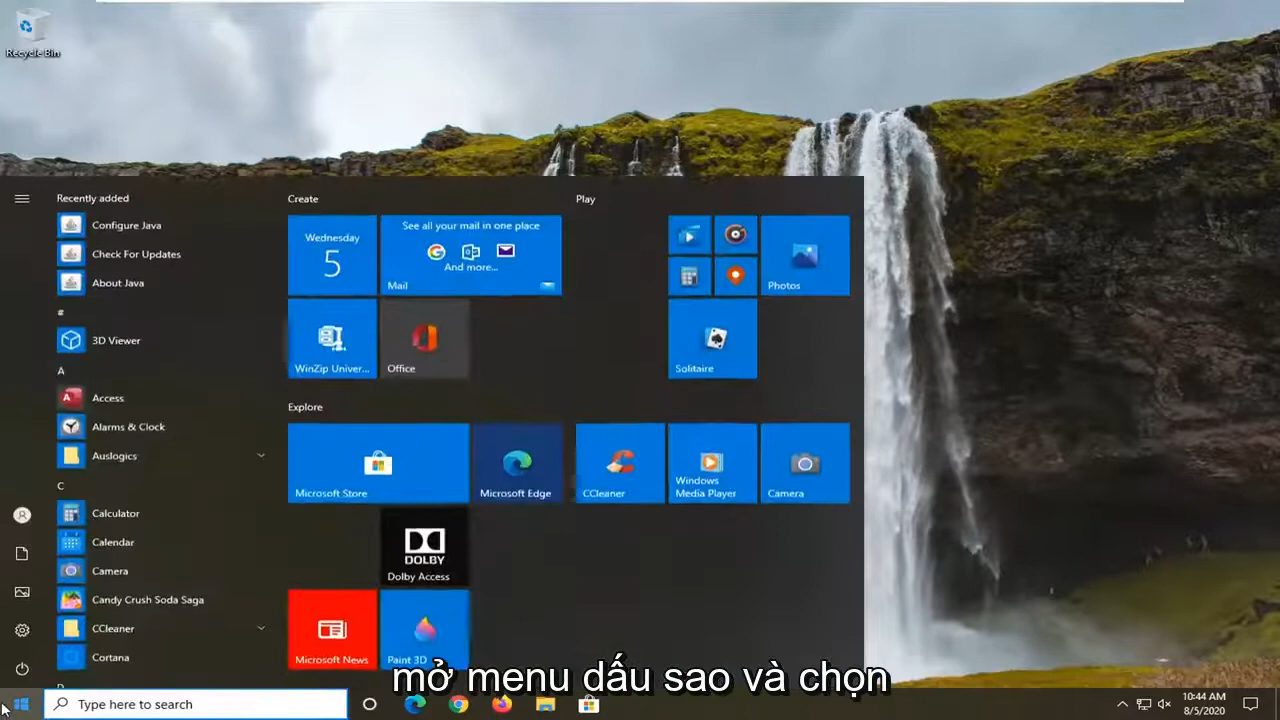 Recycle Bin
Recently added
Configure Java
Check For Updates
About Java
#
3D Viewer
A
Access
Alarms & Clock
Auslogics
C
Calculator
Calendar
Camera
Candy Crush Soda Saga
CCleaner
Cortana
Create
Wednesday
5
See all your mail in one place
And more...
Mail
WinZip Univer...
Office
Explore
Microsoft Store
Microsoft Edge
DOLBY
Dolby Access
Microsoft News
Paint 3D
Play
Photos
Solitaire
CCleaner
Windows
Media Player
Camera
mở menu dấu sao và chọn
Type here to search
10:44 AM
8/5/2020